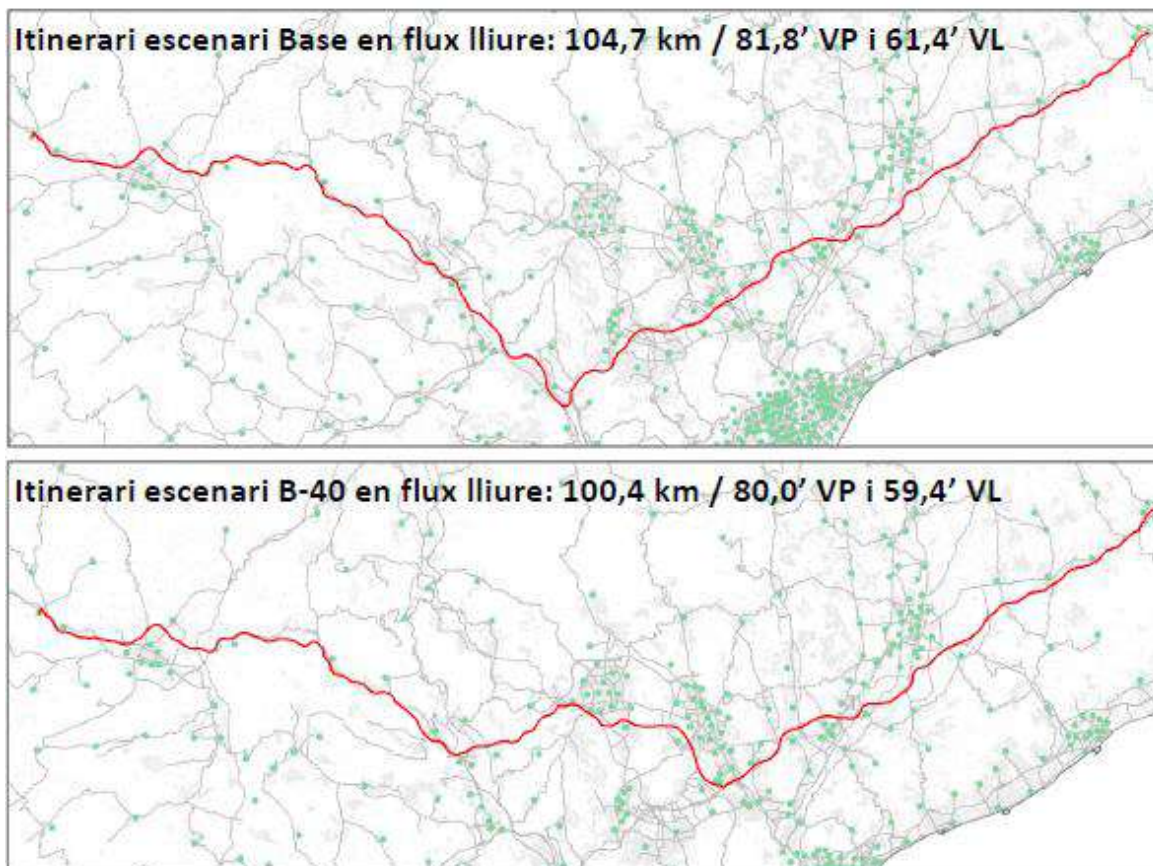 Itinerari escenari Base en flux lliure: 104,7 km / 81,8’ VP i 61,4’ VL
Itinerari escenari B-40 en flux lliure: 100,4 km / 80,0’ VP i 59,4’ VL